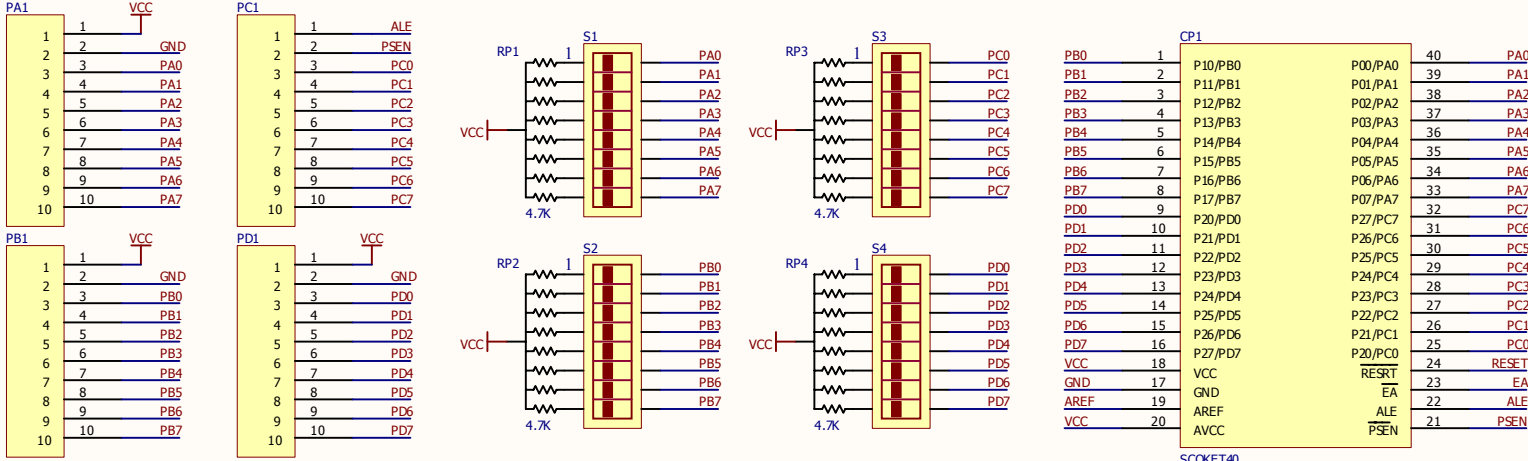 PA1
VCC
1 1
2 2 GND
3 3 PA0
4 4 PA1
5 5 PA2
6 6 PA3
7 7 PA4
8 8 PA5
9 9 PA6
10 10 PA7
PC1
1 1 ALE
2 2 PSEN
3 3 PC0
4 4 PC1
5 5 PC2
6 6 PC3
7 7 PC4
8 8 PC5
9 9 PC6
10 10 PC7
PB1
VCC
1 1
2 2 GND
3 3 PB0
4 4 PB1
5 5 PB2
6 6 PB3
7 7 PB4
8 8 PB5
9 9 PB6
10 10 PB7
PD1
VCC
1 1
2 2 GND
3 3 PD0
4 4 PD1
5 5 PD2
6 6 PD3
7 7 PD4
8 8 PD5
9 9 PD6
10 10 PD7
S1
RP1 1 PA0
PA1
PA2
PA3
VCC PA4
PA5
PA6
PA7
4.7K
S2
RP2 1 PB0
PB1
PB2
PB3
VCC PB4
PB5
PB6
PB7
4.7K
S3
RP3 1 PC0
PC1
PC2
PC3
VCC PC4
PC5
PC6
PC7
4.7K
S4
RP4 1 PD0
PD1
PD2
PD3
VCC PD4
PD5
PD6
PD7
4.7K
CP1
PB0 1 P10/PB0 P00/PA0 40 PA0
PB1 2 P11/PB1 P01/PA1 39 PA1
PB2 3 P12/PB2 P02/PA2 38 PA2
PB3 4 P13/PB3 P03/PA3 37 PA3
PB4 5 P14/PB4 P04/PA4 36 PA4
PB5 6 P15/PB5 P05/PA5 35 PA5
PB6 7 P16/PB6 P06/PA6 34 PA6
PB7 8 P17/PB7 P07/PA7 33 PA7
PD0 9 P20/PD0 P27/PC7 32 PC7
PD1 10 P21/PD1 P26/PC6 31 PC6
PD2 11 P22/PD2 P25/PC5 30 PC5
PD3 12 P23/PD3 P24/PC4 29 PC4
PD4 13 P24/PD4 P23/PC3 28 PC3
PD5 14 P25/PD5 P22/PC2 27 PC2
PD6 15 P26/PD6 P21/PC1 26 PC1
PD7 16 P27/PD7 P20/PC0 25 PC0
VCC 18 VCC RESRT 24 RESET
GND 17 GND EA 23 EA
AREF 19 AREF ALE 22 ALE
VCC 20 AVCC PSEN 21 PSEN
SCOKET40